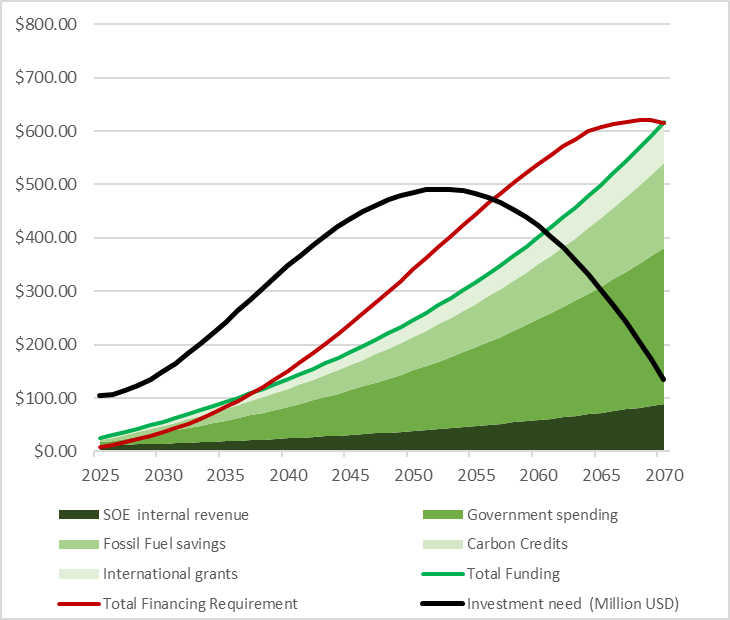 $800.00
$700.00
$600.00
$500.00
$400.00
$300.00
$200.00
$100.00
$0.00
2025 2030 2035 2040 2045 2050 2055 2060 2065 2070
SOE internal revenue Government spending
Fossil Fuel savings Carbon Credits
International grants Total Funding
Total Financing Requirement Investment need (Million USD)